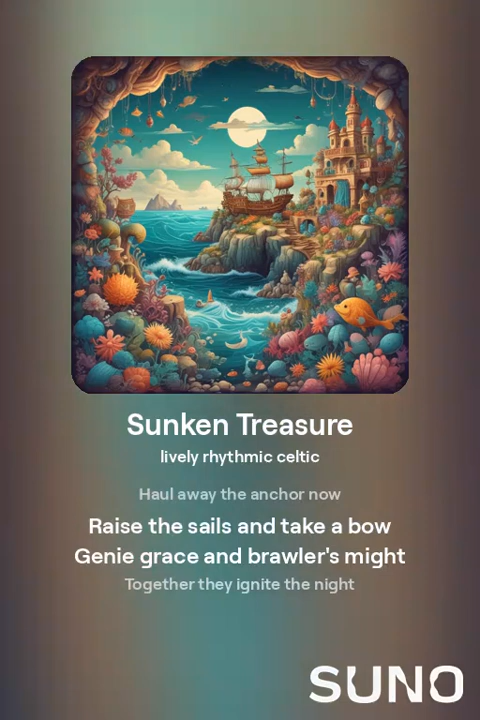 Sunken Treasure
lively rhythmic celtic
Haul away the anchor now
Raise the sails and take a bow
Genie grace and brawler's might
Together they ignite the night
SUNO